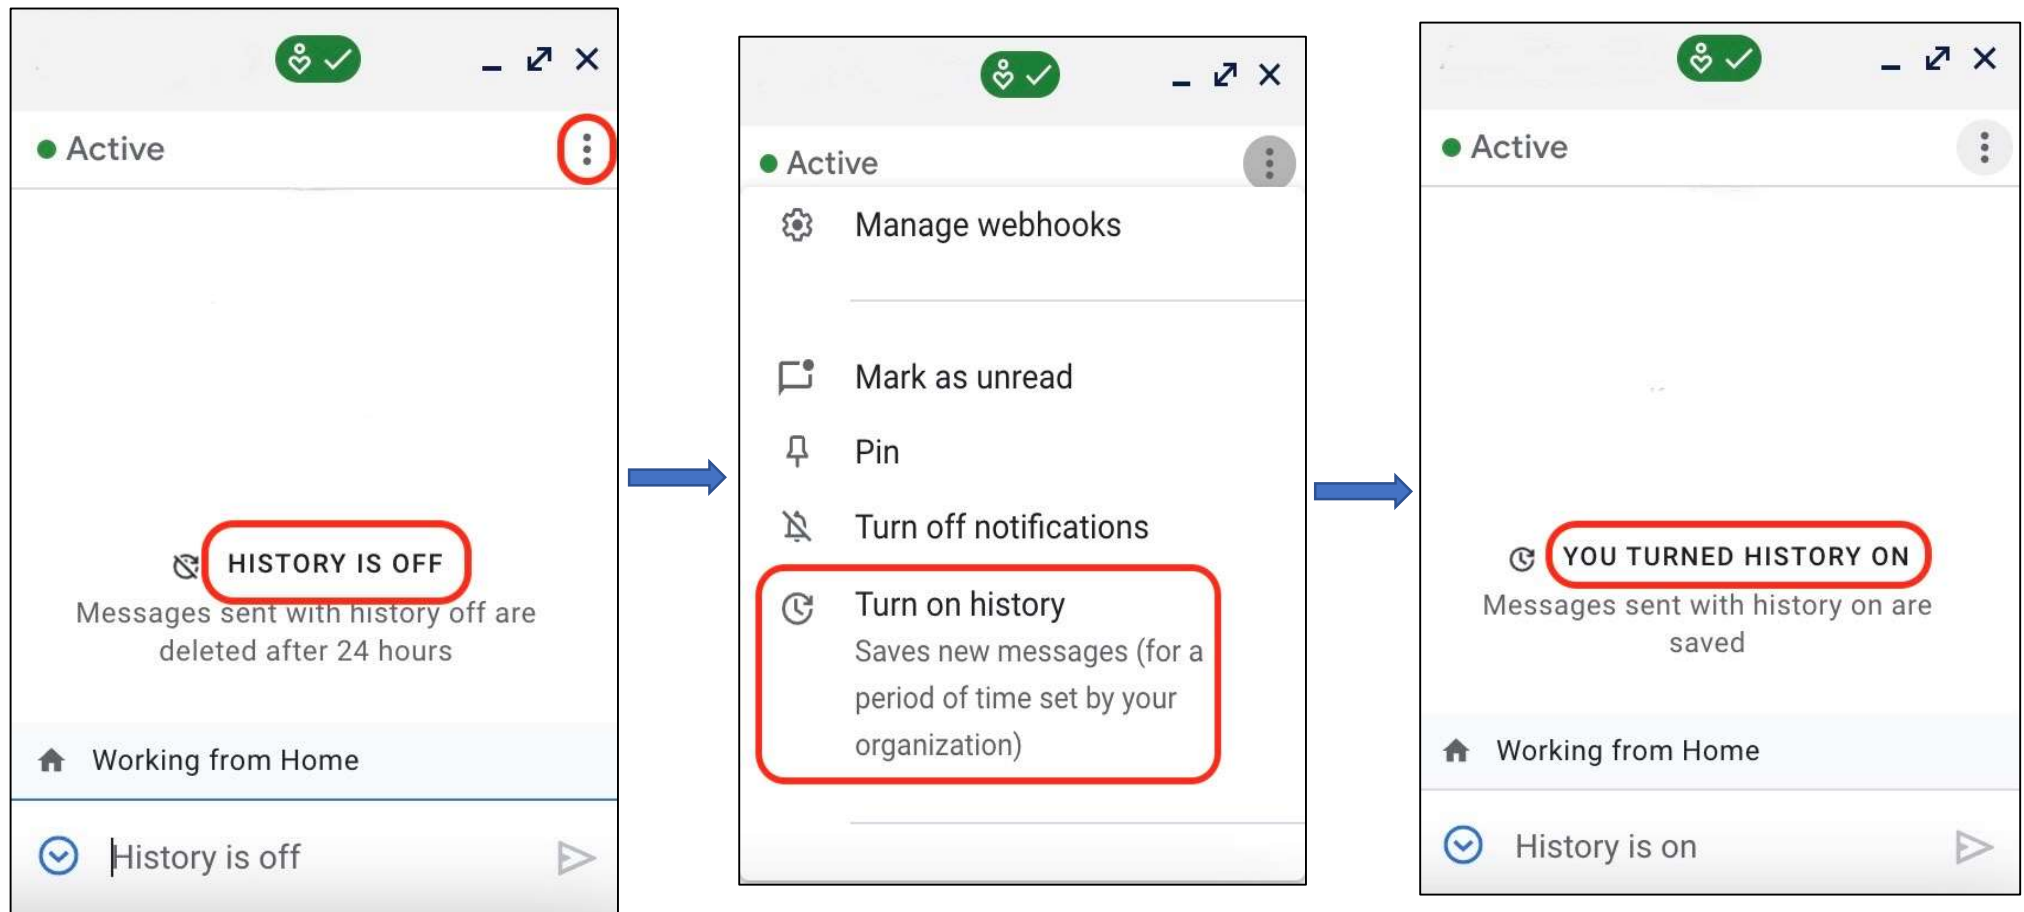 Active
HISTORY IS OFF
Messages sent with history off are
deleted after 24 hours
Working from Home
History is off
Active
Manage webhooks
Mark as unread
Pin
Turn off notifications
Turn on history
Saves new messages (for a
period of time set by your
organization)
Active
YOU TURNED HISTORY ON
Messages sent with history on are
saved
Working from Home
History is on